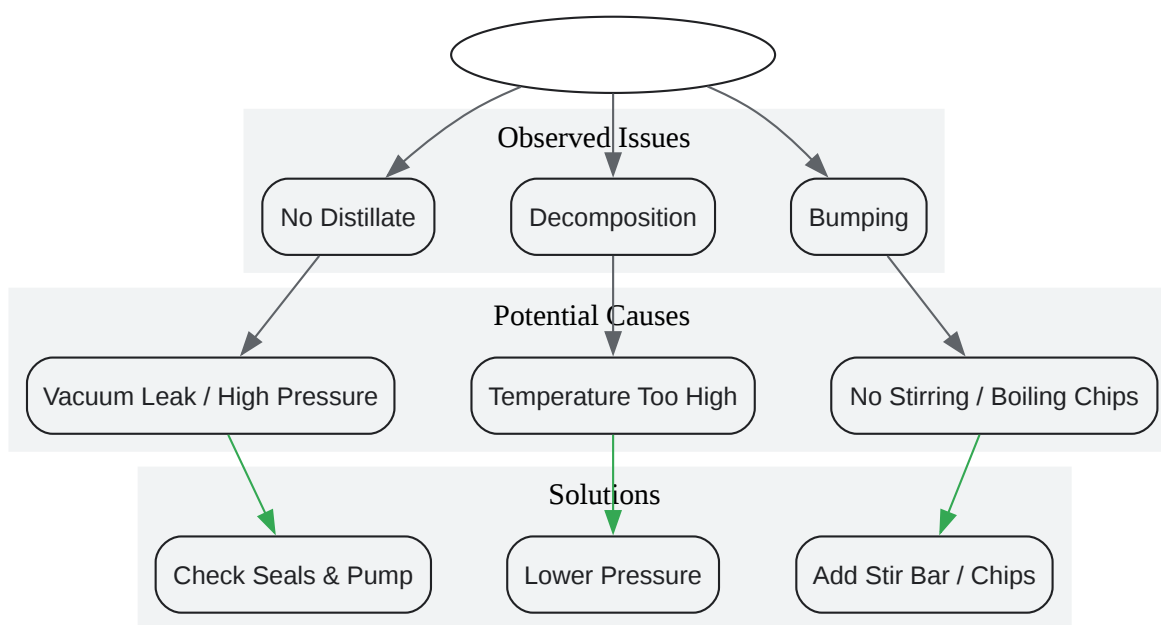 Observed Issues
No Distillate
Decomposition
Bumping
Potential Causes
Vacuum Leak / High Pressure
Temperature Too High
No Stirring / Boiling Chips
Solutions
Check Seals & Pump
Lower Pressure
Add Stir Bar / Chips